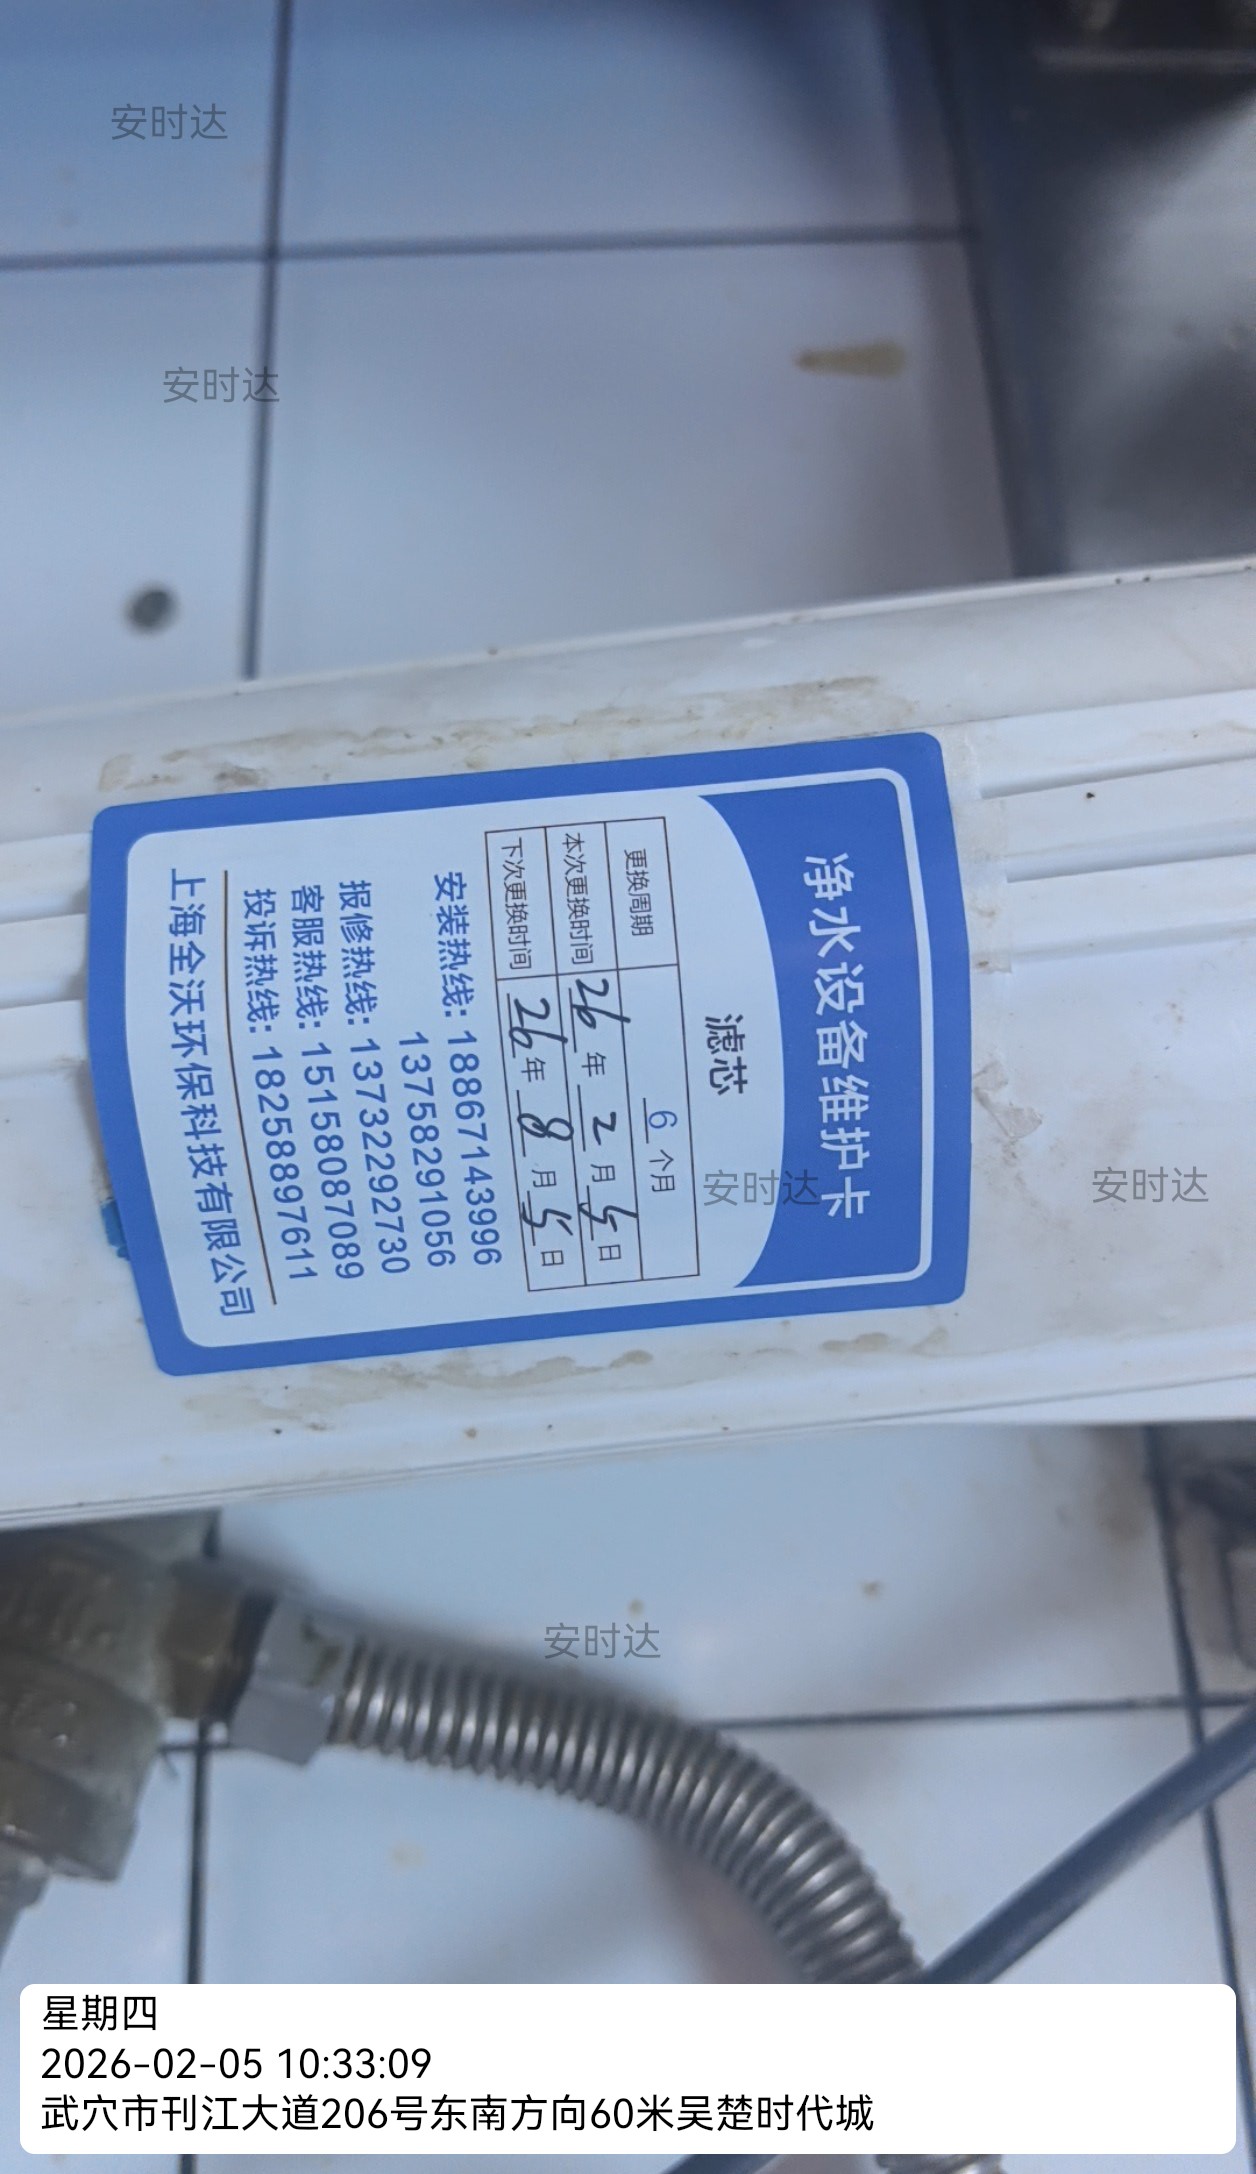 安时达
安时达
净水设备维护卡
滤芯
更换周期 6 个月
本次更换时间 26 年 2 月 5 日
下次更换时间 26 年 8 月 5 日
安装热线: 18867143996
13758291056
报修热线: 13732292730
客服热线: 15158087089
投诉热线: 18258897611
上海全沃环保科技有限公司
安时达
安时达
安时达
星期四
2026-02-05 10:33:09
武穴市刊江大道206号东南方向60米吴楚时代城